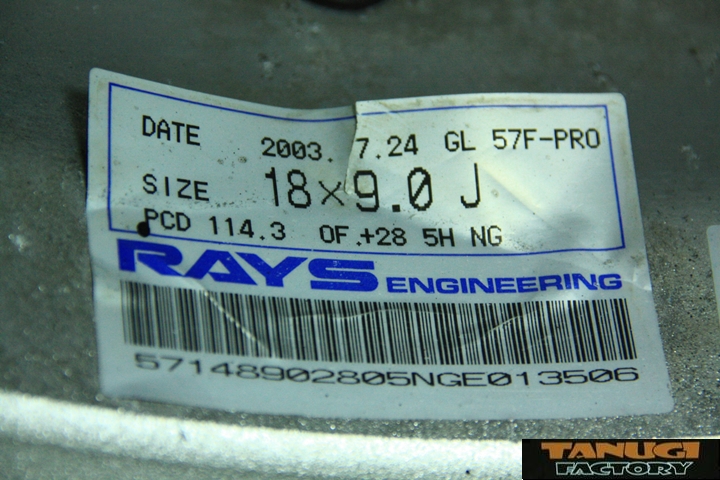 DATE 2003. 7.24 GL 57F-PRO
SIZE 18×9.0 J
PCD 114.3 OF.+28 5H NG
RAYS ENGINEERING
57148902805NGE013506
TANUGI
FACTORY